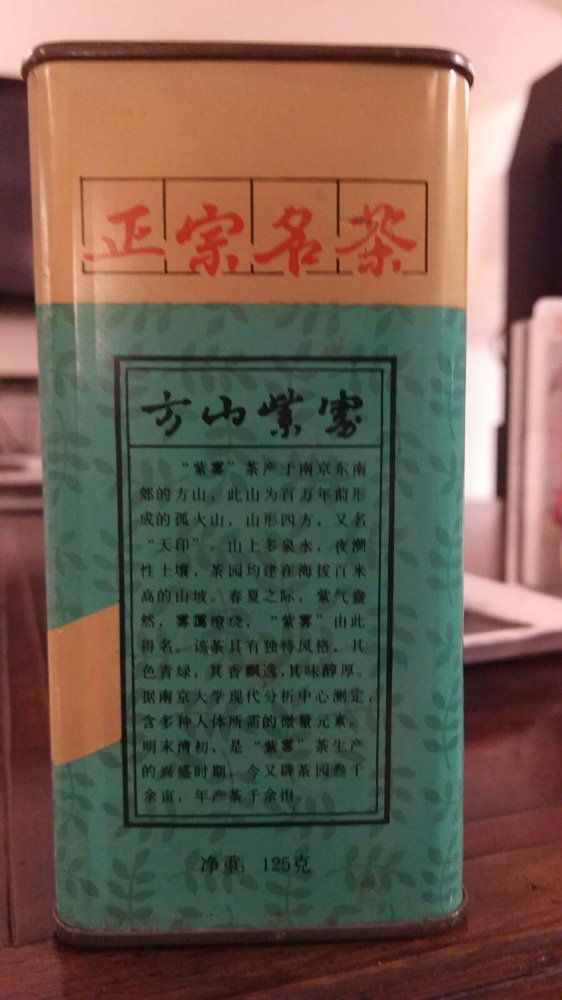 正宗名茶
方山紫雾
“紫雾”茶产于南京东南
郊的方山，此山为百万年前形
成的孤火山，山形四方，又名
“天印”。山上多泉水，夜潮
性土壤，茶园均建在海拔百米
高的山坡。春夏之际，紫气盎
然，雾霭缭绕，“紫雾”由此
得名。该茶具有独特风格，其
色青绿，其香飘逸，其味醇厚。
据南京大学现代分析中心测定，
含多种人体所需的微量元素。
明末清初，是“紫雾”茶生产
的兴盛时期，今又辟茶园叁千
余亩，年产茶千余担。
净重：125克